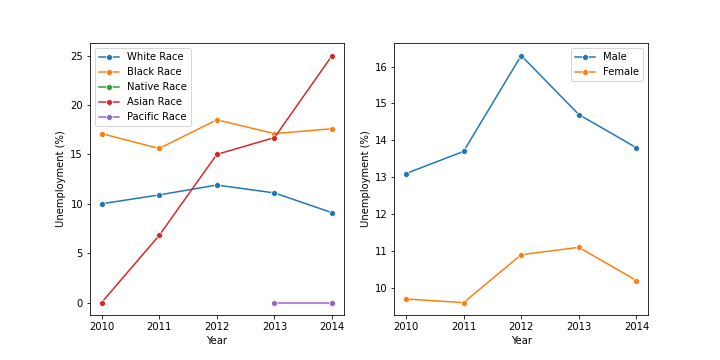 White Race
Black Race
Native Race
Asian Race
Pacific Race
25
20
15
10
5
0
Unemployment (%)
2010 2011 2012 2013 2014
Year
Male
Female
16
15
14
13
12
11
10
Unemployment (%)
2010 2011 2012 2013 2014
Year